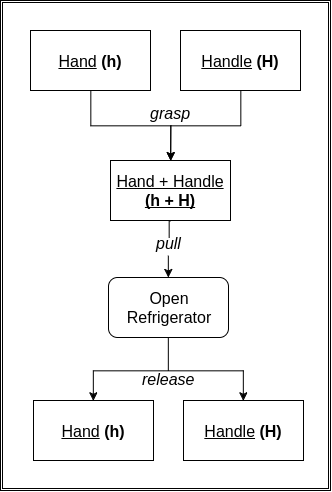 Hand (h)
Handle (H)
grasp
Hand + Handle
(h + H)
pull
Open
Refrigerator
release
Hand (h)
Handle (H)